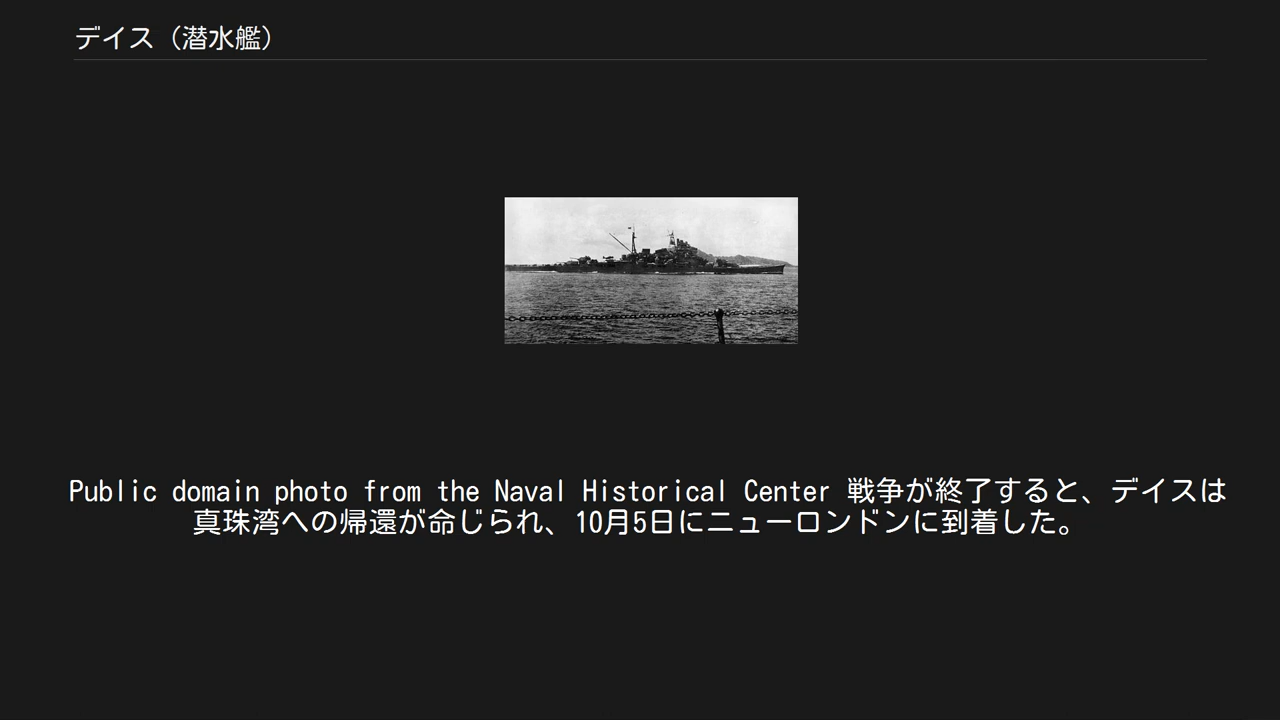 デイス（潜水艦）
Public domain photo from the Naval Historical Center 戦争が終了すると、デイスは
真珠湾への帰還が命じられ、10月5日にニューロンドンに到着した。